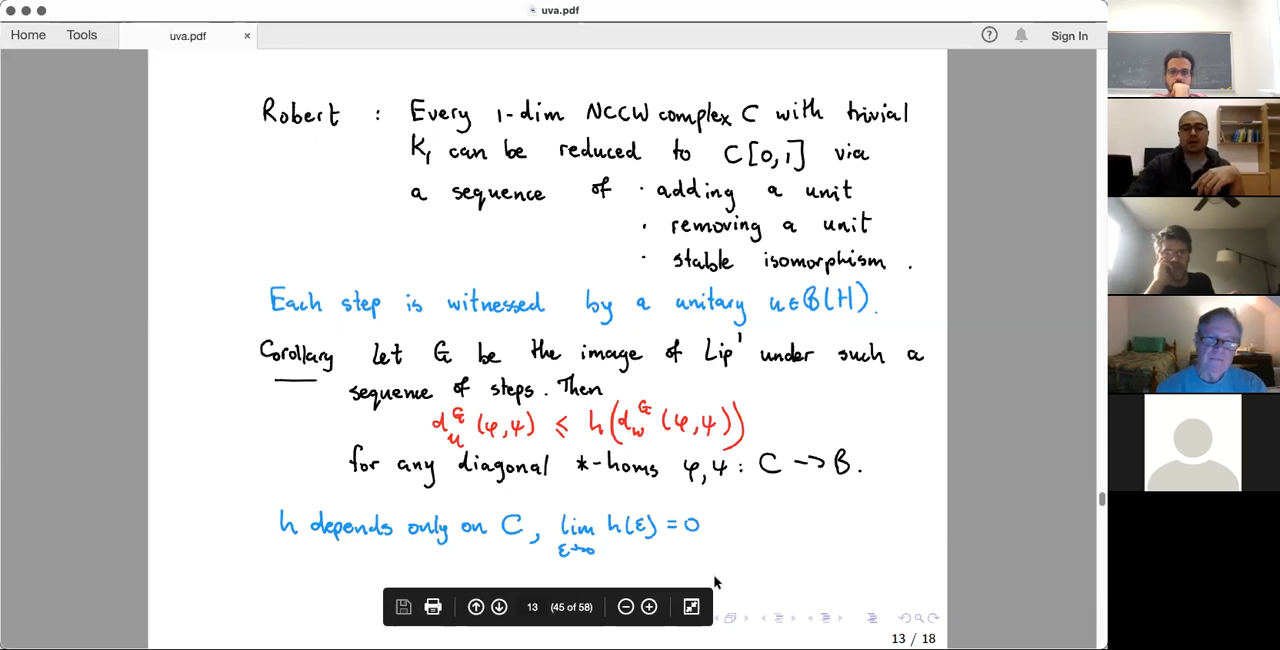 uva.pdf
Home Tools uva.pdf × Sign In
Robert : Every 1-dim NCCW complex C with trivial
K₁ can be reduced to C[0,1] via
a sequence of · adding a unit
· removing a unit
· stable isomorphism .
Each step is witnessed by a unitary u∈B(H).
Corollary Let G be the image of Lip¹ under such a
sequence of steps. Then
d_u^G (φ,ψ) ⩽ h(d_w^G (φ,ψ))
for any diagonal *-homs φ,ψ : C → B.
h depends only on C, lim_{ε→0} h(ε) = 0
13 (45 of 58)
13 / 18